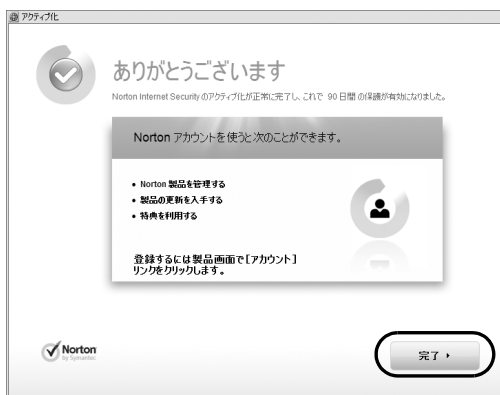 アクティブ化
ありがとうございます
Norton Internet Security のアクティブ化が正常に完了し、これで 90 日間 の保護が有効になりました。
Norton アカウントを使うと次のことができます。
• Norton 製品を管理する
• 製品の更新を入手する
• 特典を利用する
登録するには製品画面で［アカウント］
リンクをクリックします。
Norton
by Symantec
完了